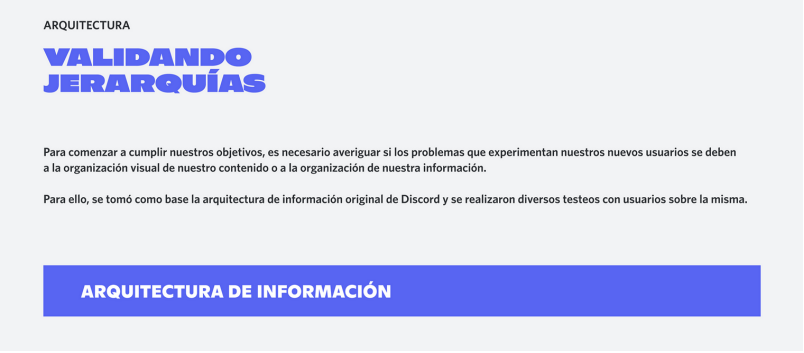 ARQUITECTURA
VALIDANDO
JERARQUÍAS
Para comenzar a cumplir nuestros objetivos, es necesario averiguar si los problemas que experimentan nuestros nuevos usuarios se deben
a la organización visual de nuestro contenido o a la organización de nuestra información.
Para ello, se tomó como base la arquitectura de información original de Discord y se realizaron diversos testeos con usuarios sobre la misma.
ARQUITECTURA DE INFORMACIÓN